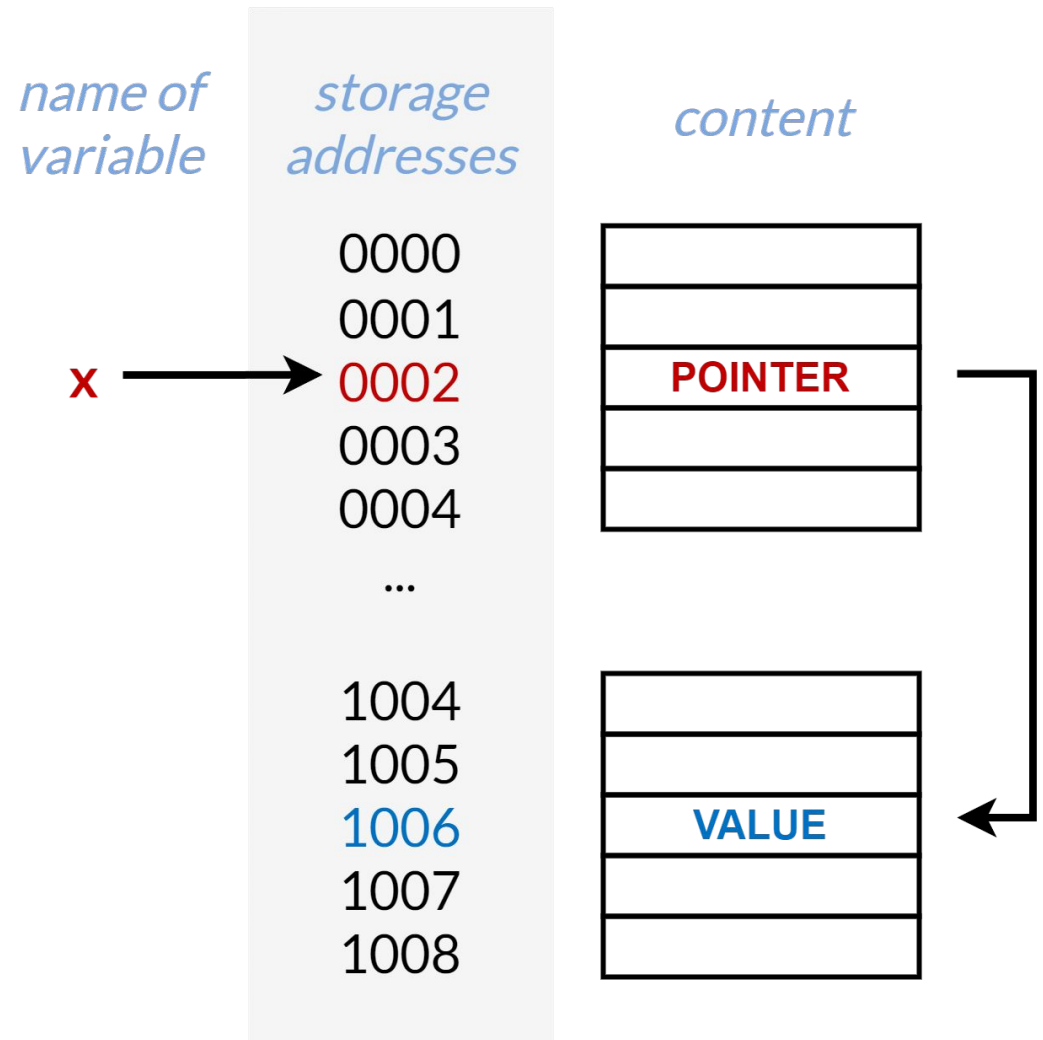 name of
variable
storage
addresses
content
0000
0001
x
0002
POINTER
0003
0004
...
1004
1005
1006
VALUE
1007
1008